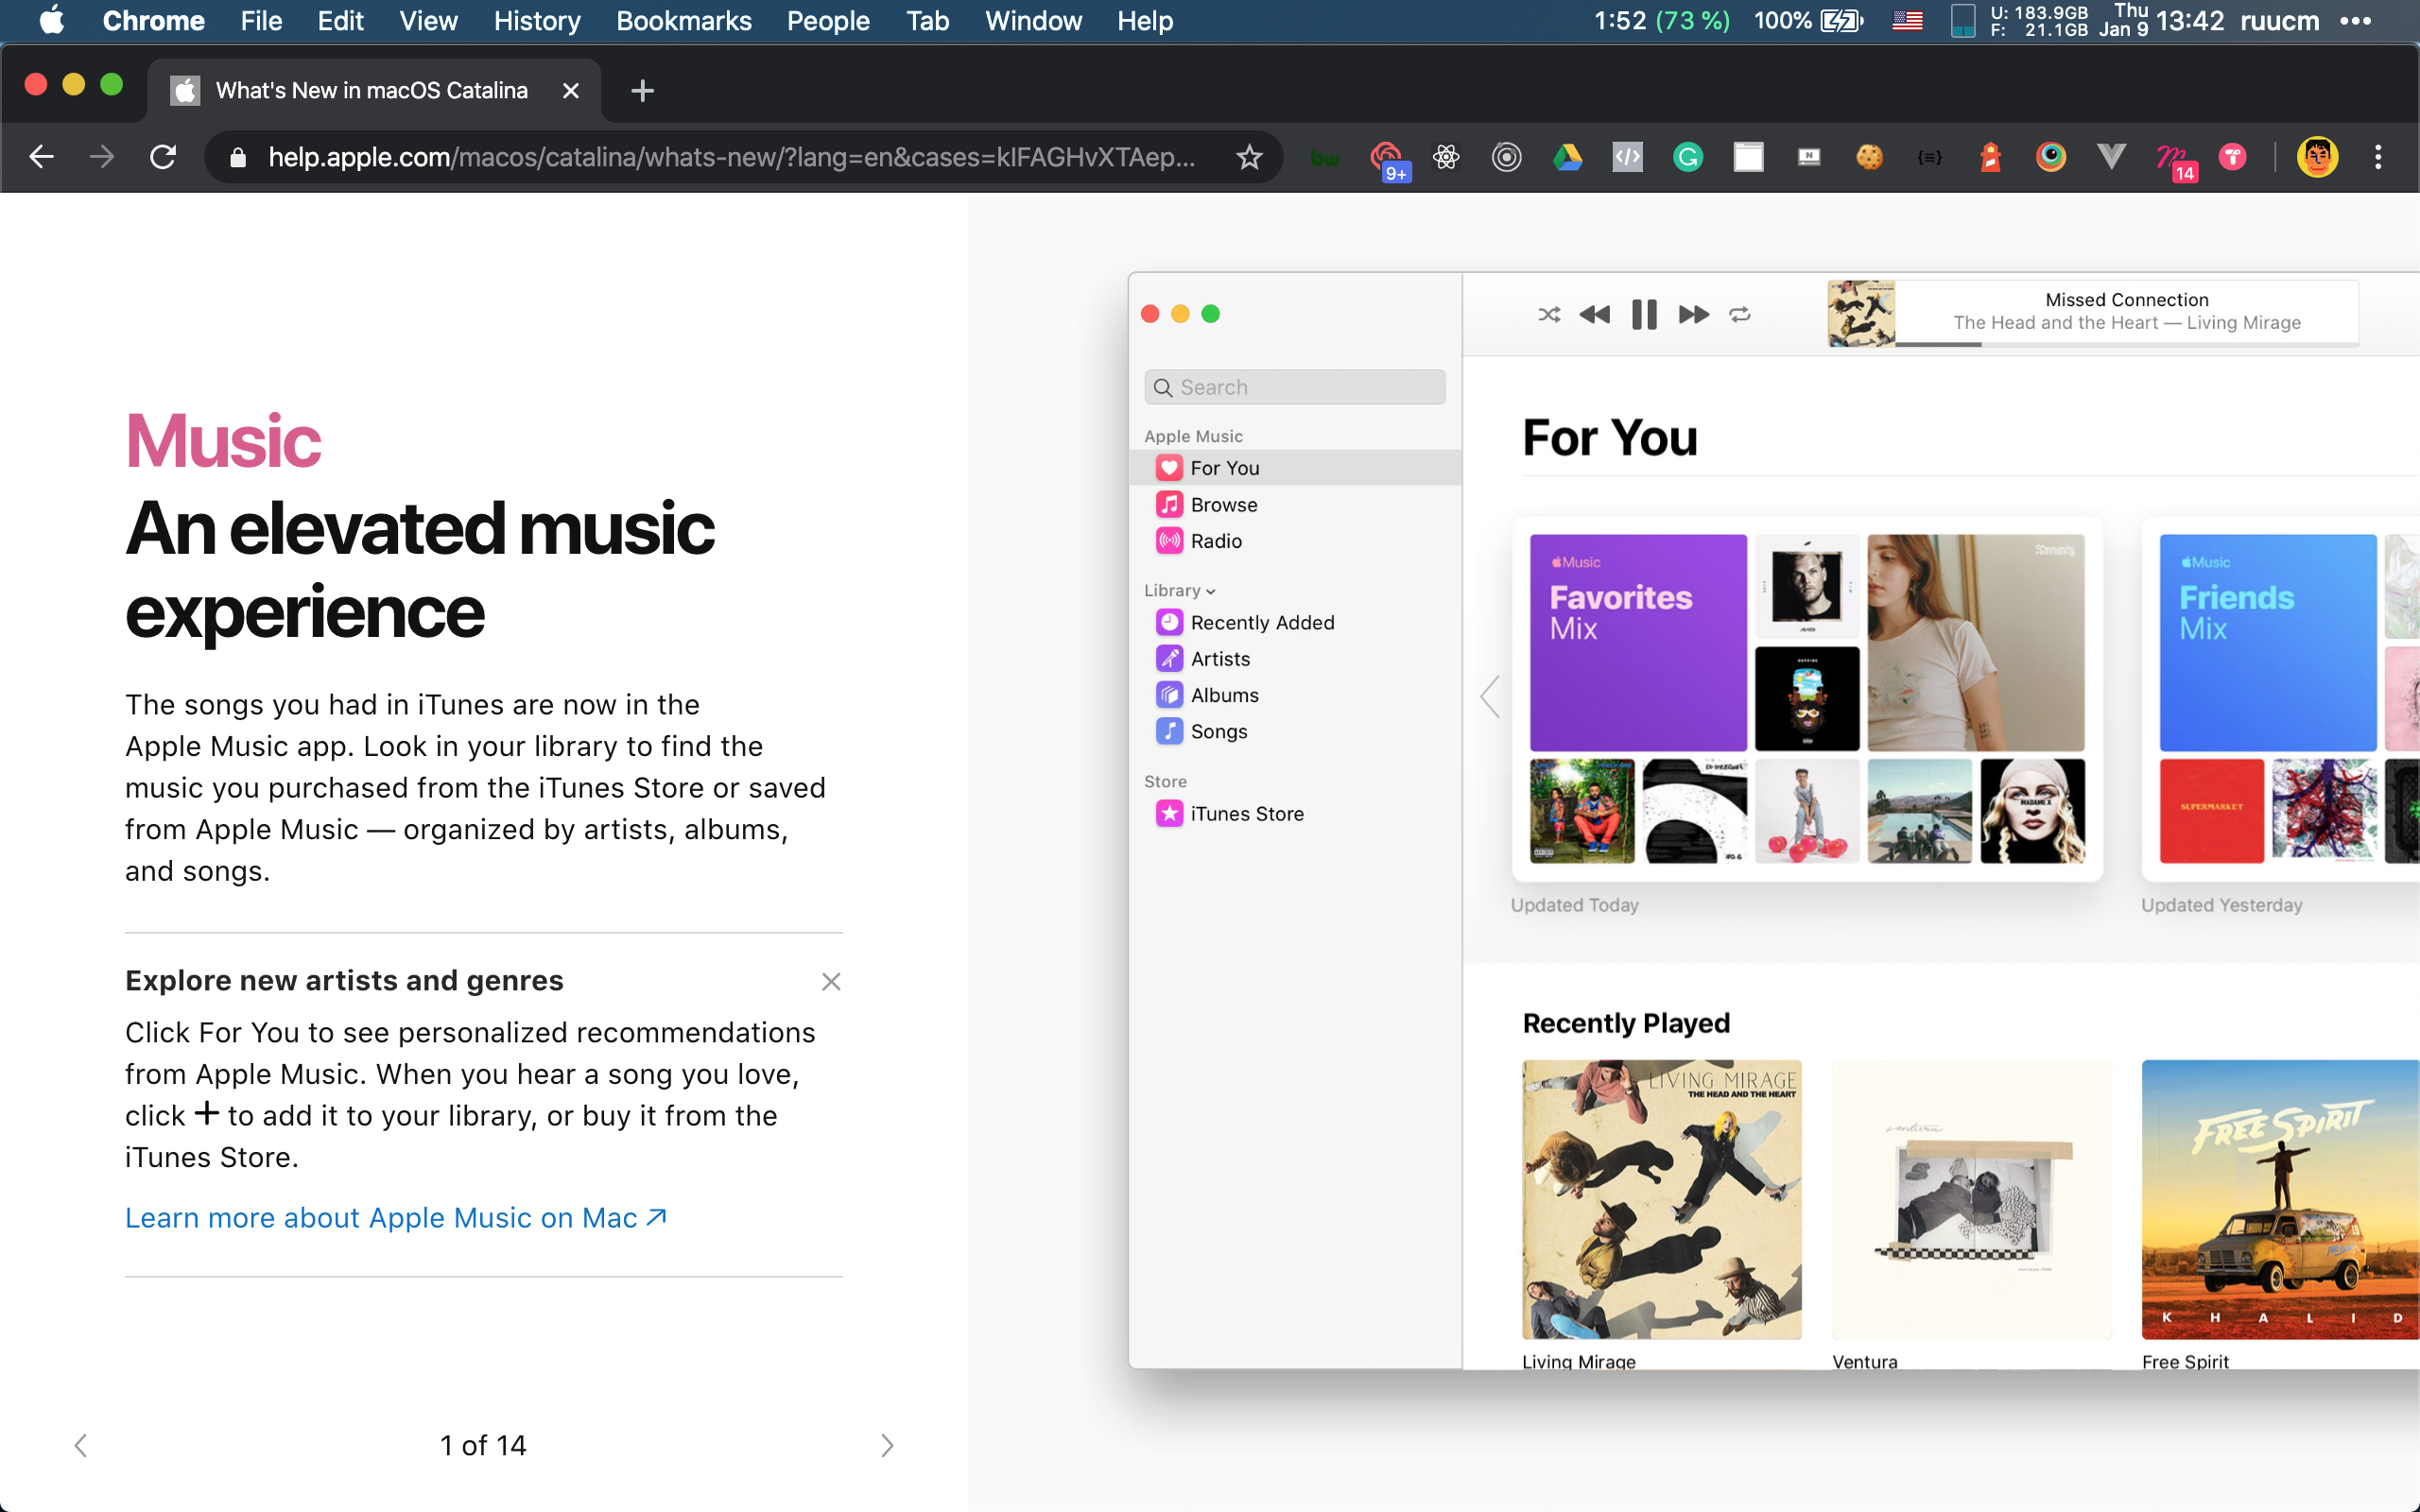 Chrome File Edit View History Bookmarks People Tab Window Help
1:52 (73 %) 100% U: 183.9GB F: 21.1GB Thu Jan 9 13:42 ruucm •••
What's New in macOS Catalina
help.apple.com/macos/catalina/whats-new/?lang=en&cases=kIFAGHvXTAep...
bw
9+
14
Music
An elevated music
experience
The songs you had in iTunes are now in the
Apple Music app. Look in your library to find the
music you purchased from the iTunes Store or saved
from Apple Music — organized by artists, albums,
and songs.
Explore new artists and genres
Click For You to see personalized recommendations
from Apple Music. When you hear a song you love,
click + to add it to your library, or buy it from the
iTunes Store.
Learn more about Apple Music on Mac
1 of 14
Search
Apple Music
For You
Browse
Radio
Library
Recently Added
Artists
Albums
Songs
Store
iTunes Store
Missed Connection
The Head and the Heart — Living Mirage
For You
Music
Favorites
Mix
MADAME X
Updated Today
Music
Friends
Mix
SUPERMARKET
Updated Yesterday
Recently Played
LIVING MIRAGE
THE HEAD AND THE HEART
Living Mirage
ventura
Ventura
FREE SPIRIT
KHALID
Free Spirit